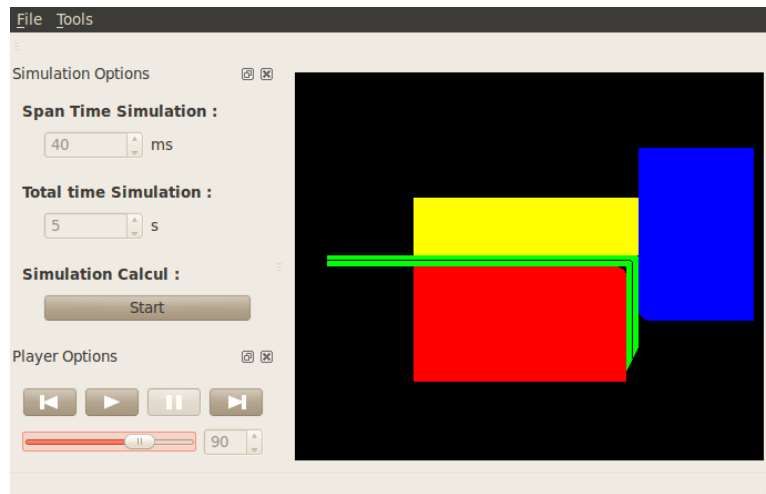 File Tools
Simulation Options
Span Time Simulation :
40 ms
Total time Simulation :
5 s
Simulation Calcul :
Start
Player Options
90